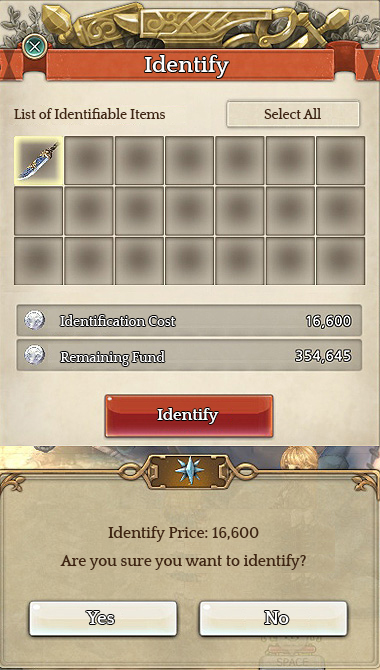 Identify
List of Identifiable Items
Select All
Identification Cost 16,600
Remaining Fund 354,645
Identify
Identify Price: 16,600
Are you sure you want to identify?
Yes No
SPACE